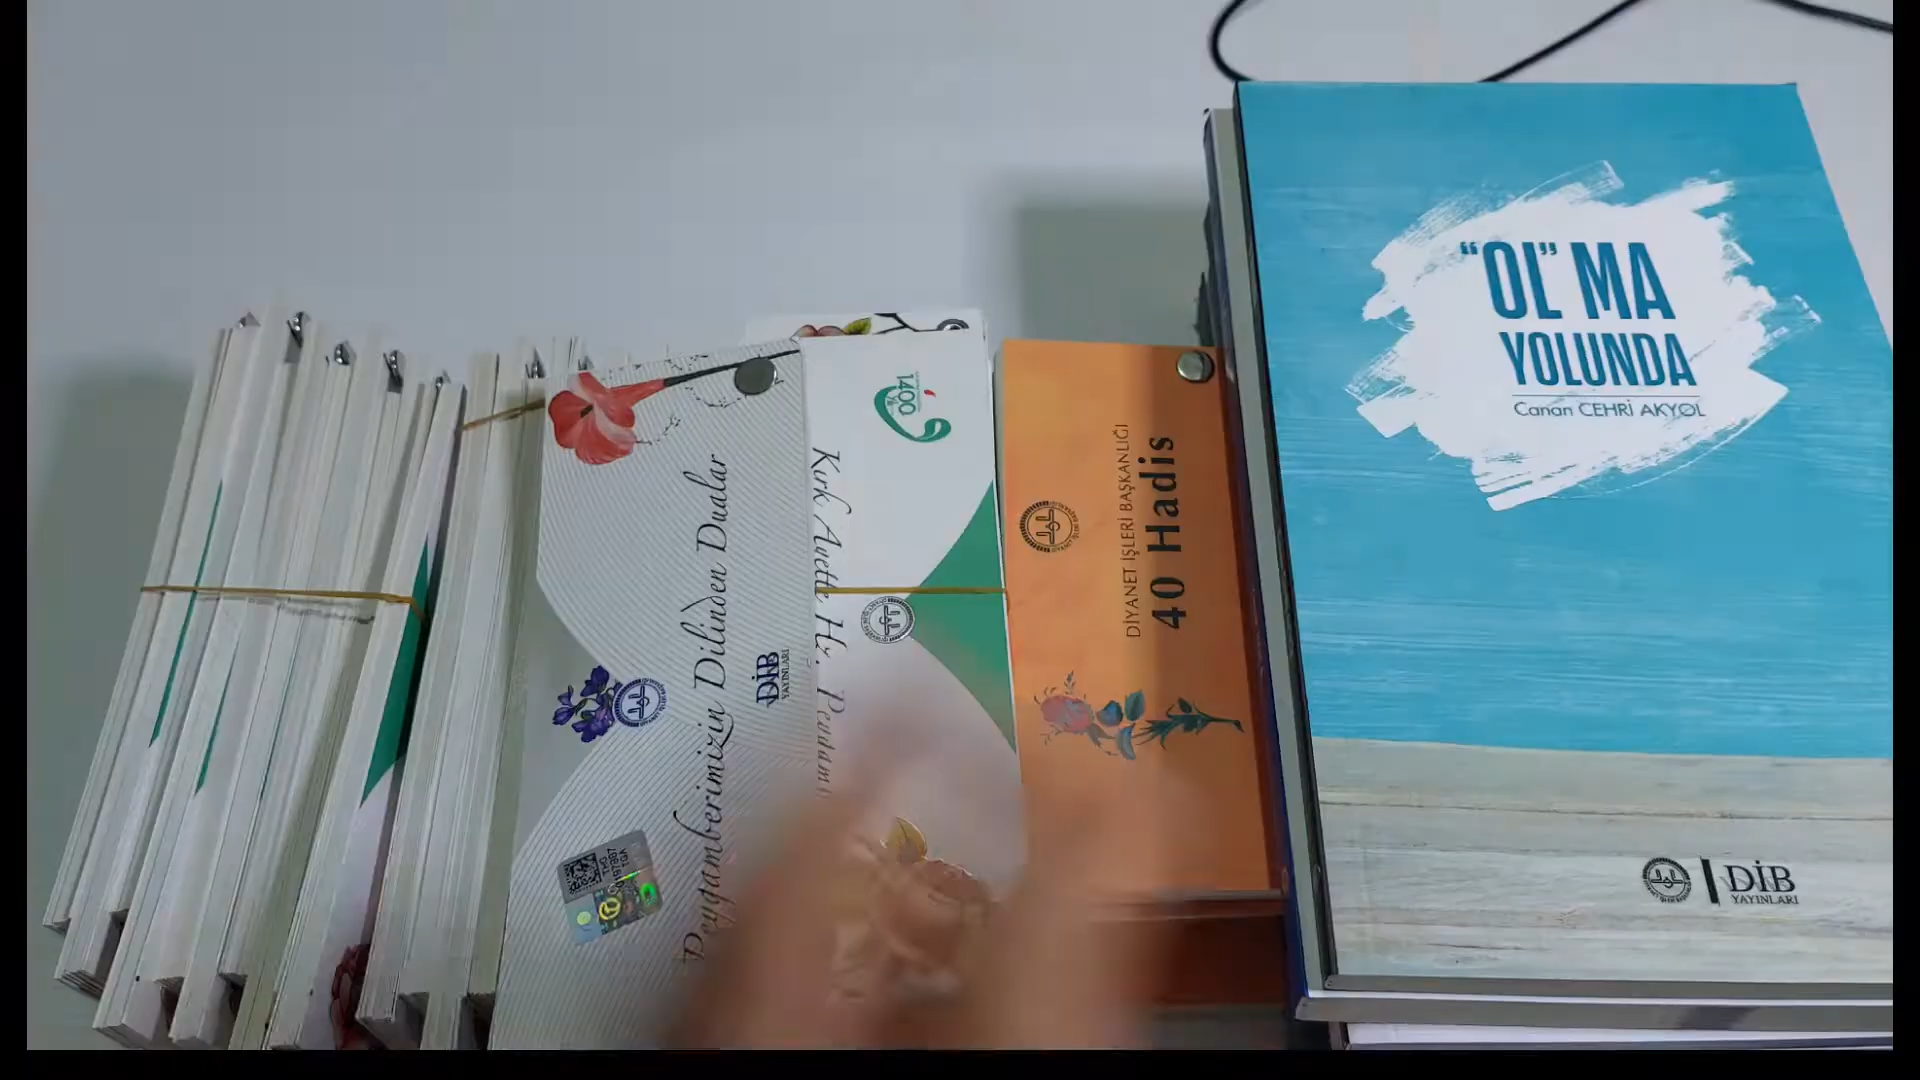 Peygamberimizin Dilinden Dualar
DİB
YAYINLARI
1400
Kırk Ayette Hz.
DİYANET İŞLERİ BAŞKANLIĞI
40 Hadis
“OL” MA
YOLUNDA
Canan CEHRİ AKYOL
DİB
YAYINLARI